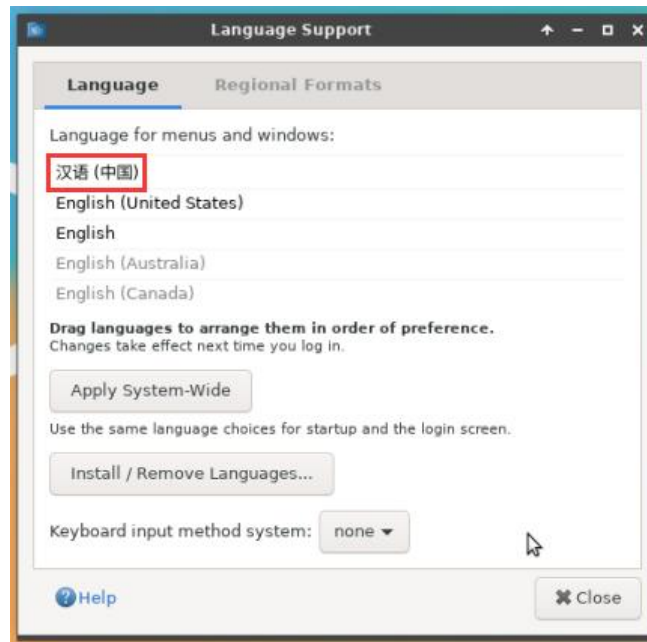 Language Support
Language Regional Formats
Language for menus and windows:
汉语 (中国)
English (United States)
English
English (Australia)
English (Canada)
Drag languages to arrange them in order of preference.
Changes take effect next time you log in.
Apply System-Wide
Use the same language choices for startup and the login screen.
Install / Remove Languages...
Keyboard input method system: none
Help Close